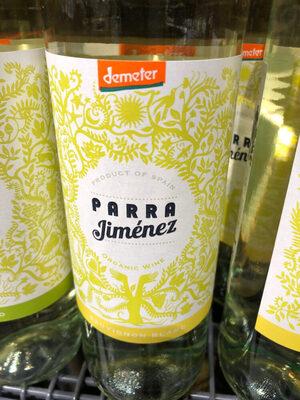 demeter
PRODUCT OF SPAIN
PARRA
Jiménez
ORGANIC WINE
SAUVIGNON BLANC